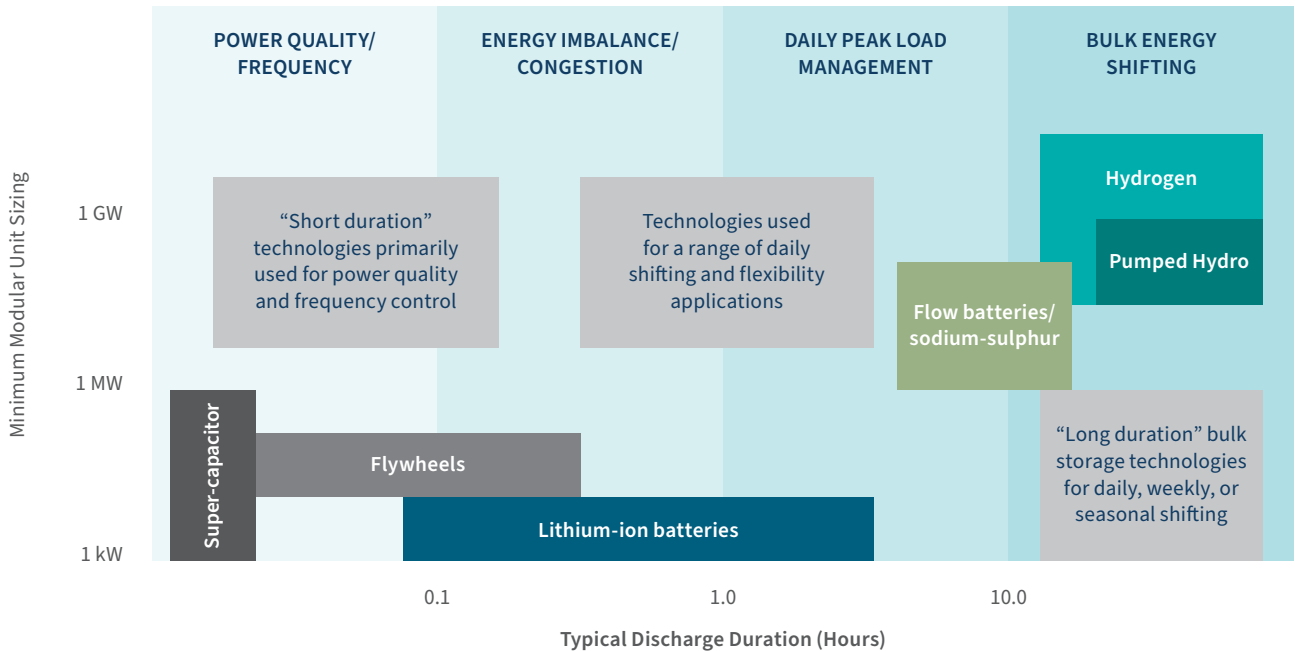 POWER QUALITY/
FREQUENCY
ENERGY IMBALANCE/
CONGESTION
DAILY PEAK LOAD
MANAGEMENT
BULK ENERGY
SHIFTING
Minimum Modular Unit Sizing
1 GW
1 MW
1 kW
“Short duration”
technologies primarily
used for power quality
and frequency control
Technologies used
for a range of daily
shifting and flexibility
applications
Hydrogen
Pumped Hydro
Flow batteries/
sodium-sulphur
Super-capacitor
Flywheels
Lithium-ion batteries
“Long duration” bulk
storage technologies
for daily, weekly, or
seasonal shifting
0.1
1.0
10.0
Typical Discharge Duration (Hours)